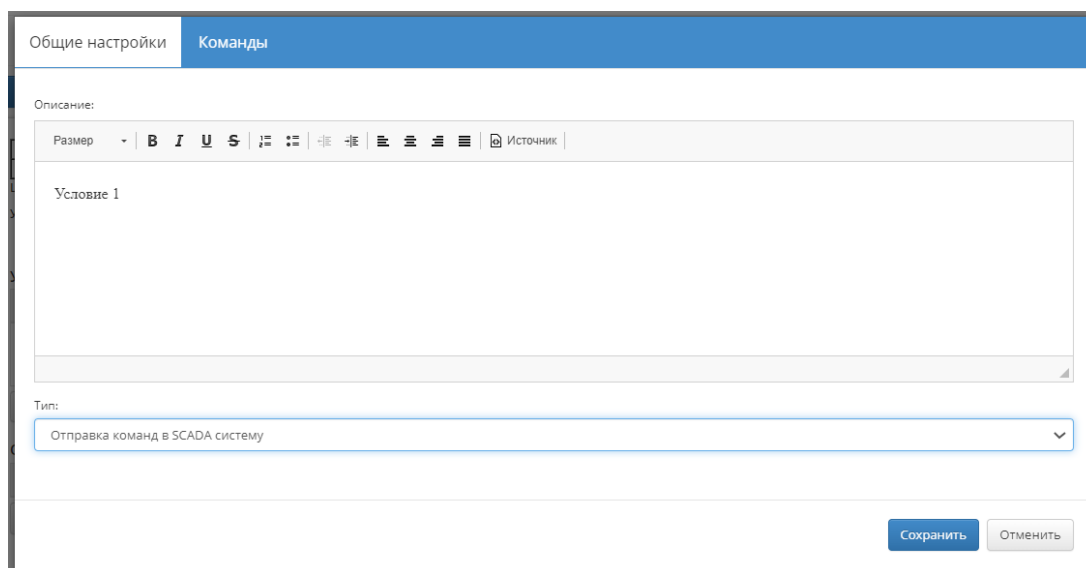 Общие настройки Команды
Описание:
Размер B I U S Источник
Условие 1
Тип:
Отправка команд в SCADA систему
Сохранить Отменить